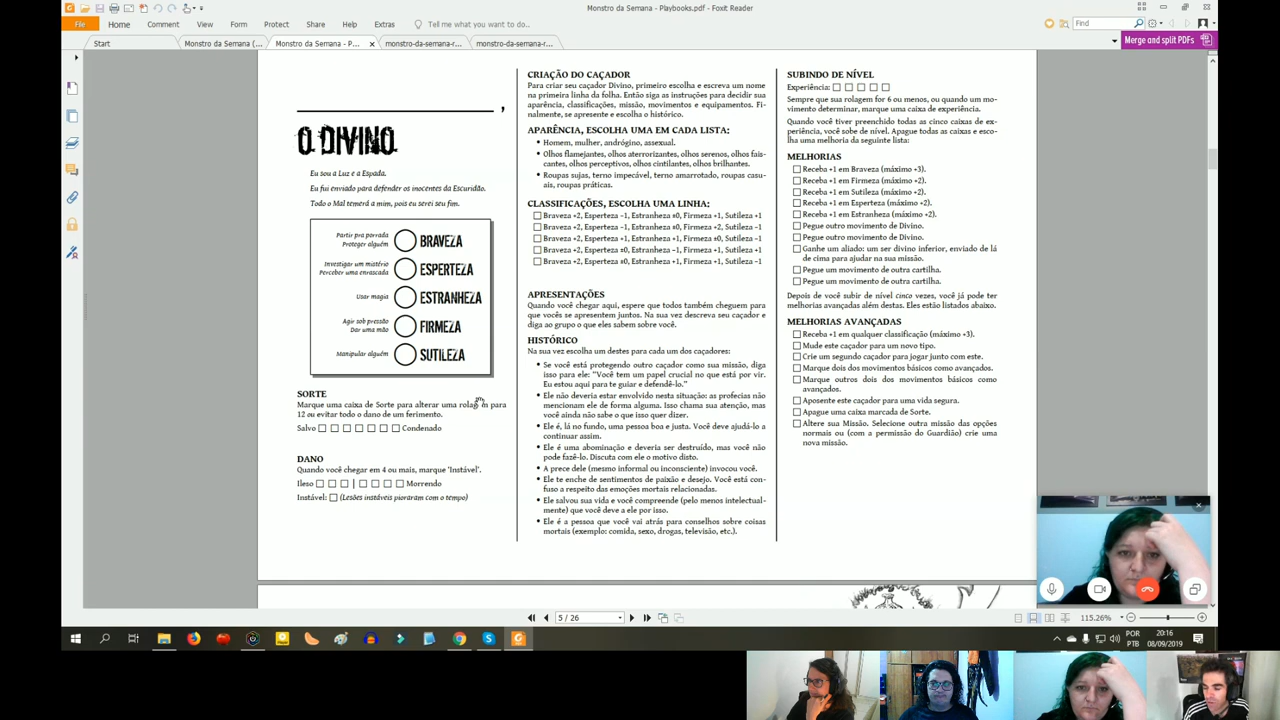 Monstro da Semana - Playbooks.pdf - Foxit Reader
File
Home
Comment
View
Form
Protect
Share
Help
Extras
Tell me what you want to do...
Find
Start
Monstro da Semana (...
Monstro da Semana - P...
monstro-da-semana-r...
monstro-da-semana-r...
Merge and split PDFs
,
O DIVINO
Eu sou a Luz e a Espada.
Eu fui enviado para defender os inocentes da Escuridão.
Todo o Mal temerá a mim, pois eu serei seu fim.
Partir pra porrada
Proteger alguém
BRAVEZA
Investigar um mistério
Perceber uma enrascada
ESPERTEZA
Usar magia
ESTRANHEZA
Agir sob pressão
Dar uma mão
FIRMEZA
Manipular alguém
SUTILEZA
SORTE
Marque uma caixa de Sorte para alterar uma rolagem para
12 ou evitar todo o dano de um ferimento.
Salvo Condenado
DANO
Quando você chegar em 4 ou mais, marque 'Instável'.
Ileso | Morrendo
Instável: (Lesões instáveis pioraram com o tempo)
CRIAÇÃO DO CAÇADOR
Para criar seu caçador Divino, primeiro escolha e escreva um nome
na primeira linha da folha. Então siga as instruções para decidir sua
aparência, classificações, missão, movimentos e equipamentos. Fi-
nalmente, se apresente e escolha o histórico.
APARÊNCIA, ESCOLHA UMA EM CADA LISTA:
• Homem, mulher, andrógino, assexual.
• Olhos flamejantes, olhos aterrorizantes, olhos serenos, olhos fais-
cantes, olhos perceptivos, olhos cintilantes, olhos brilhantes.
• Roupas sujas, terno impecável, terno amarrotado, roupas casu-
ais, roupas práticas.
CLASSIFICAÇÕES, ESCOLHA UMA LINHA:
Braveza +2, Esperteza –1, Estranheza ±0, Firmeza +1, Sutileza +1
Braveza +2, Esperteza –1, Estranheza ±0, Firmeza +2, Sutileza –1
Braveza +2, Esperteza +1, Estranheza +1, Firmeza ±0, Sutileza –1
Braveza +2, Esperteza ±0, Estranheza –1, Firmeza +1, Sutileza +1
Braveza +2, Esperteza ±0, Estranheza +1, Firmeza +1, Sutileza –1
APRESENTAÇÕES
Quando você chegar aqui, espere que todos também cheguem para
que vocês se apresentem juntos. Na sua vez descreva seu caçador e
diga ao grupo o que eles sabem sobre você.
HISTÓRICO
Na sua vez escolha um destes para cada um dos caçadores:
• Se você está protegendo outro caçador como sua missão, diga
isso para ele: “Você tem um papel crucial no que está por vir.
Eu estou aqui para te guiar e defendê-lo.”
• Ele não deveria estar envolvido nesta situação: as profecias não
mencionam ele de forma alguma. Isso chama sua atenção, mas
você ainda não sabe o que isso quer dizer.
• Ele é, lá no fundo, uma pessoa boa e justa. Você deve ajudá-lo a
continuar assim.
• Ele é uma abominação e deveria ser destruído, mas você não
pode fazê-lo. Discuta com ele o motivo disto.
• A prece dele (mesmo informal ou inconsciente) invocou você.
• Ele te enche de sentimentos de paixão e desejo. Você está con-
fuso a respeito das emoções mortais relacionadas.
• Ele salvou sua vida e você compreende (pelo menos intelectual-
mente) que você deve a ele por isso.
• Ele é a pessoa que você vai atrás para conselhos sobre coisas
mortais (exemplo: comida, sexo, drogas, televisão, etc.).
SUBINDO DE NÍVEL
Experiência:
Sempre que sua rolagem for 6 ou menos, ou quando um mo-
vimento determinar, marque uma caixa de experiência.
Quando você tiver preenchido todas as cinco caixas de ex-
periência, você sobe de nível. Apague todas as caixas e esco-
lha uma melhoria da seguinte lista:
MELHORIAS
Receba +1 em Braveza (máximo +3).
Receba +1 em Firmeza (máximo +2).
Receba +1 em Sutileza (máximo +2).
Receba +1 em Esperteza (máximo +2).
Receba +1 em Estranheza (máximo +2).
Pegue outro movimento de Divino.
Pegue outro movimento de Divino.
Ganhe um aliado: um ser divino inferior, enviado de lá
de cima para ajudar na sua missão.
Pegue um movimento de outra cartilha.
Pegue um movimento de outra cartilha.
Depois de você subir de nível cinco vezes, você já pode ter
melhorias avançadas além destas. Eles estão listados abaixo.
MELHORIAS AVANÇADAS
Receba +1 em qualquer classificação (máximo +3).
Mude este caçador para um novo tipo.
Crie um segundo caçador para jogar junto com este.
Marque dois dos movimentos básicos como avançados.
Marque outros dois dos movimentos básicos como
avançados.
Aposente este caçador para uma vida segura.
Apague uma caixa marcada de Sorte.
Altere sua Missão. Selecione outra missão das opções
normais ou (com a permissão do Guardião) crie uma
nova missão.
5 / 26
115.26%
POR
PTB
20:16
08/09/2019